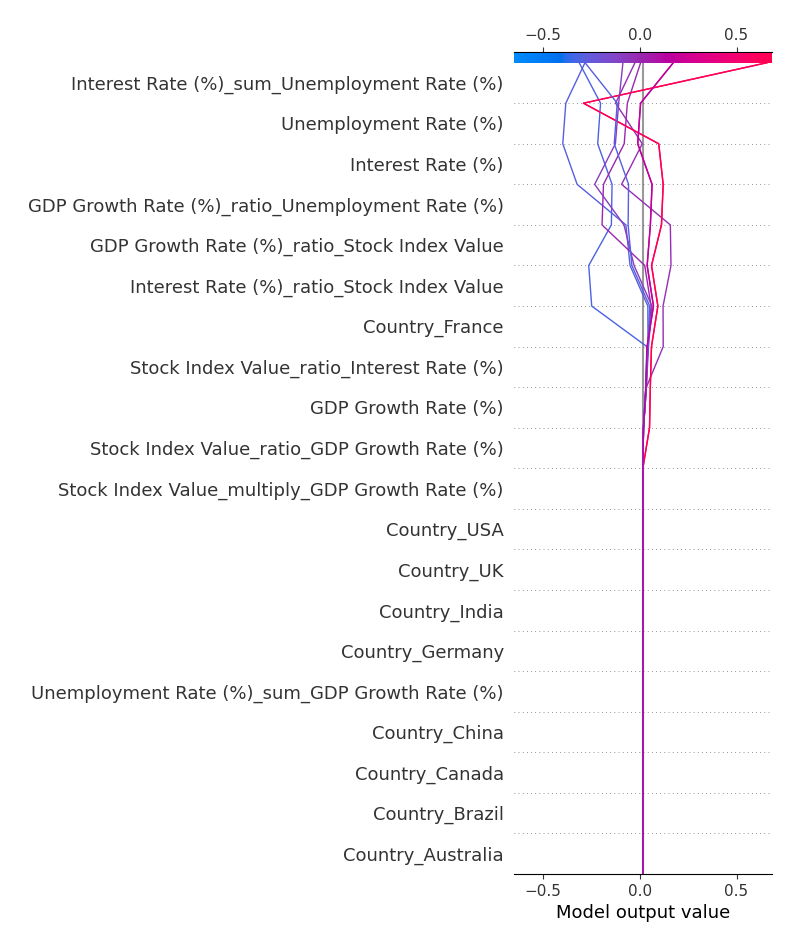 −0.5 0.0 0.5
Interest Rate (%)_sum_Unemployment Rate (%)
Unemployment Rate (%)
Interest Rate (%)
GDP Growth Rate (%)_ratio_Unemployment Rate (%)
GDP Growth Rate (%)_ratio_Stock Index Value
Interest Rate (%)_ratio_Stock Index Value
Country_France
Stock Index Value_ratio_Interest Rate (%)
GDP Growth Rate (%)
Stock Index Value_ratio_GDP Growth Rate (%)
Stock Index Value_multiply_GDP Growth Rate (%)
Country_USA
Country_UK
Country_India
Country_Germany
Unemployment Rate (%)_sum_GDP Growth Rate (%)
Country_China
Country_Canada
Country_Brazil
Country_Australia
−0.5 0.0 0.5
Model output value